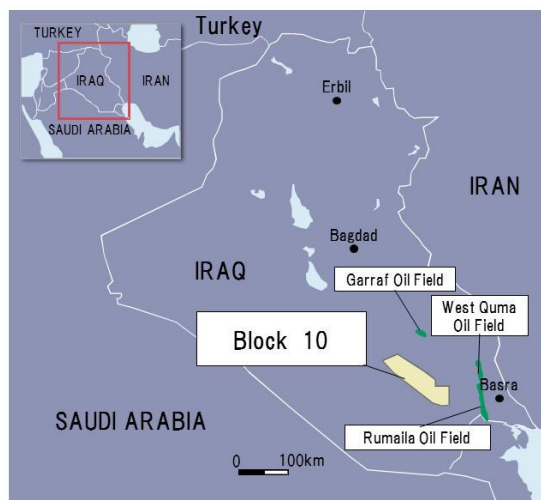 TURKEY
IRAQ
IRAN
SAUDI ARABIA
Turkey
Erbil
IRAN
Bagdad
IRAQ
Garraf Oil Field
West Quma
Oil Field
Block 10
Basra
SAUDI ARABIA
Rumaila Oil Field
0 100km